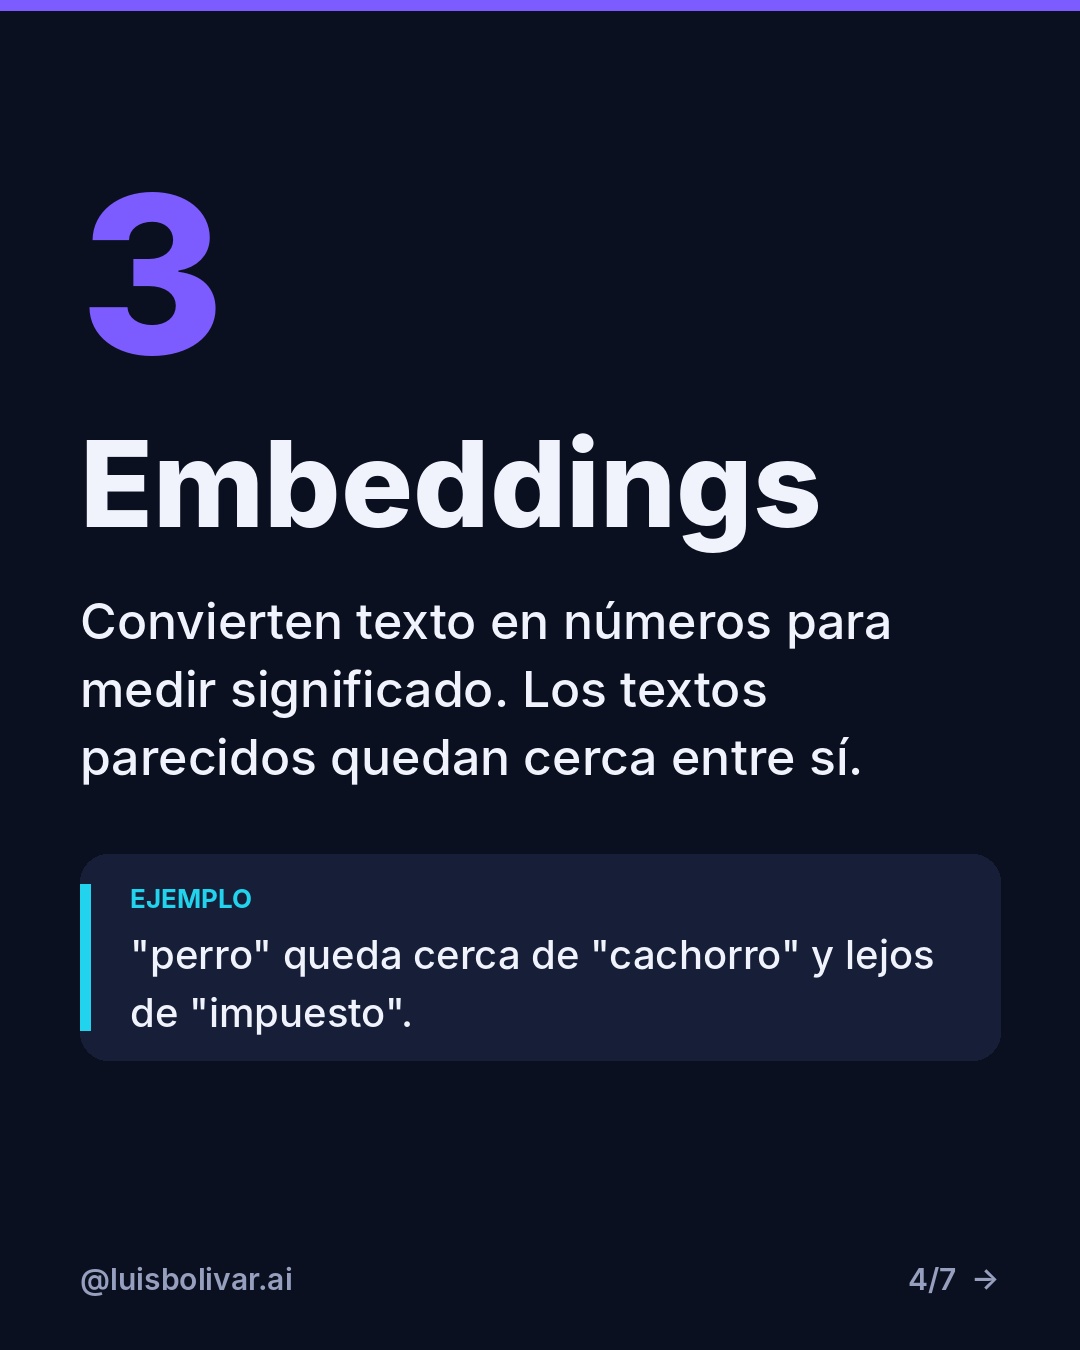 3
Embeddings
Convierten texto en números para
medir significado. Los textos
parecidos quedan cerca entre sí.
EJEMPLO
"perro" queda cerca de "cachorro" y lejos
de "impuesto".
@luisbolivar.ai
4/7 →